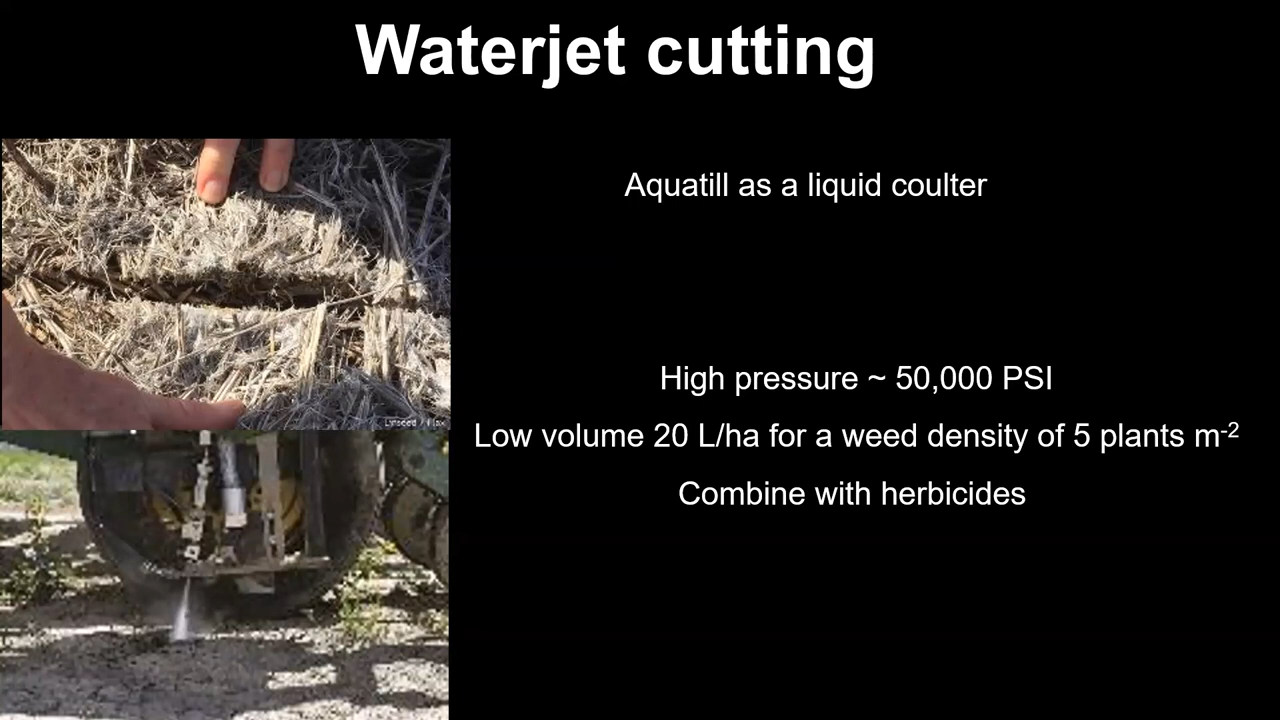 Waterjet cutting
Aquatill as a liquid coulter
Linseed / Flax
High pressure ~ 50,000 PSI
Low volume 20 L/ha for a weed density of 5 plants m⁻²
Combine with herbicides